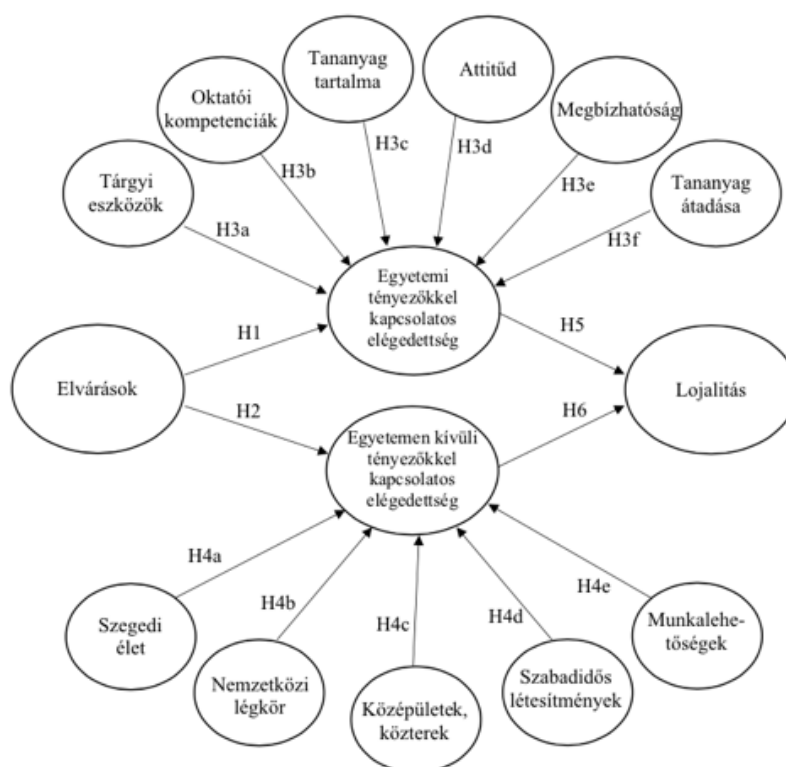 Tananyag
tartalma
Attitűd
Oktatói
kompetenciák
Megbízhatóság
Tárgyi
eszközök
Tananyag
átadása
H3a
H3b
H3c
H3d
H3e
H3f
Egyetemi
tényezőkkel
kapcsolatos
elégedettség
H1
H5
Elvárások
Lojalitás
H2
H6
Egyetemen kívüli
tényezőkkel
kapcsolatos
elégedettség
H4a
H4b
H4c
H4d
H4e
Szegedi
élet
Nemzetközi
légkör
Középületek,
közterek
Szabadidős
létesítmények
Munkalehe-
tőségek